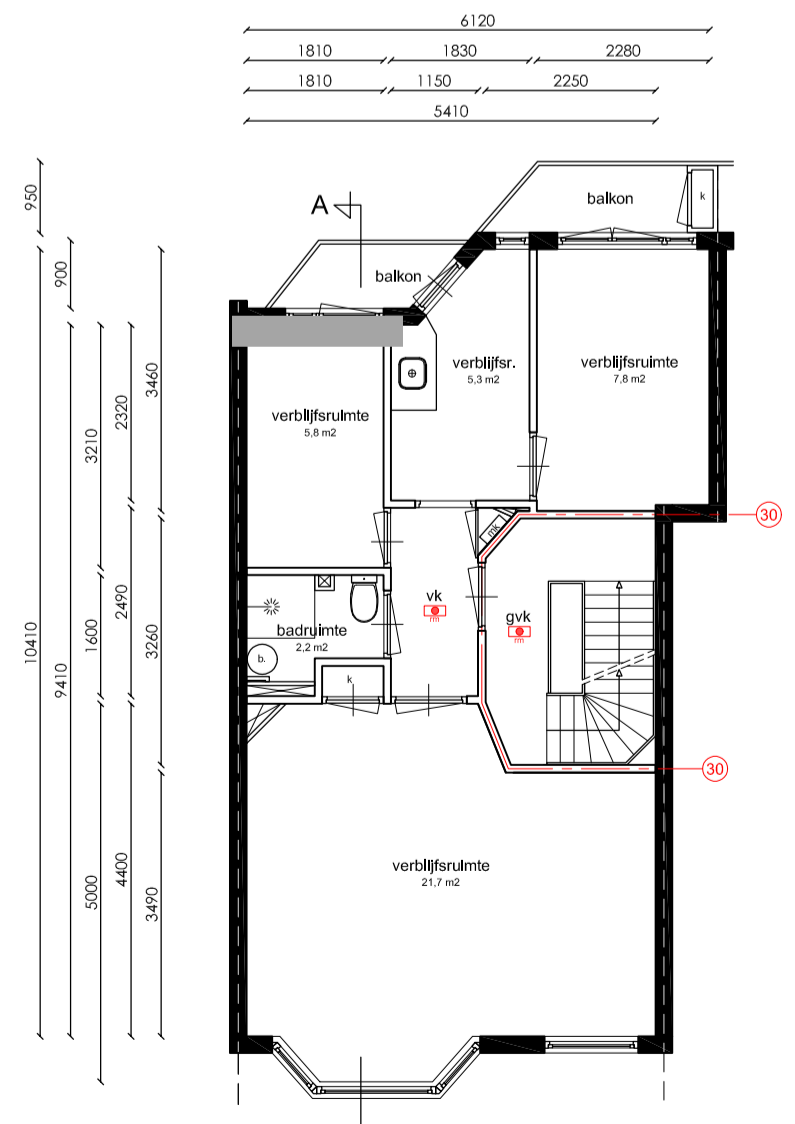 6120
1810 1830 2280
1810 1150 2250
5410
950
900
10410
9410
3210
1600
5000
2320
2490
4400
3460
3260
3490
A
balkon
k
balkon
verblijfsr.
5,3 m2
verblijfsruimte
7,8 m2
verblijfsruimte
5,8 m2
30
mk
vk
rm
gvk
rm
badruimte
2,2 m2
b.
k
30
verblijfsruimte
21,7 m2